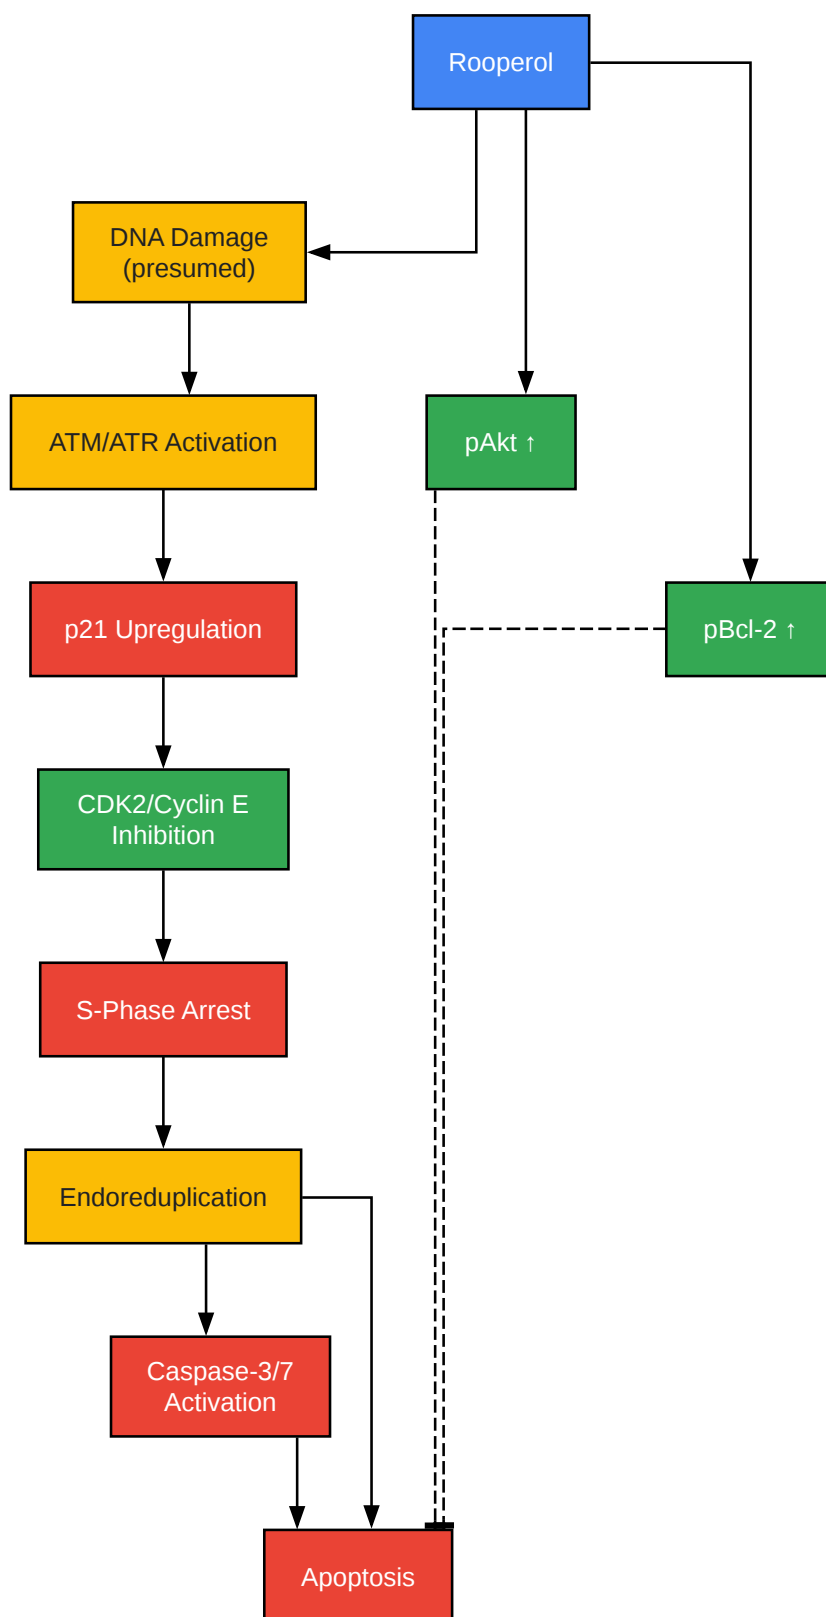 Rooperol
DNA Damage
(presumed)
ATM/ATR Activation
pAkt ↑
p21 Upregulation
pBcl-2 ↑
CDK2/Cyclin E
Inhibition
S-Phase Arrest
Endoreduplication
Caspase-3/7
Activation
Apoptosis